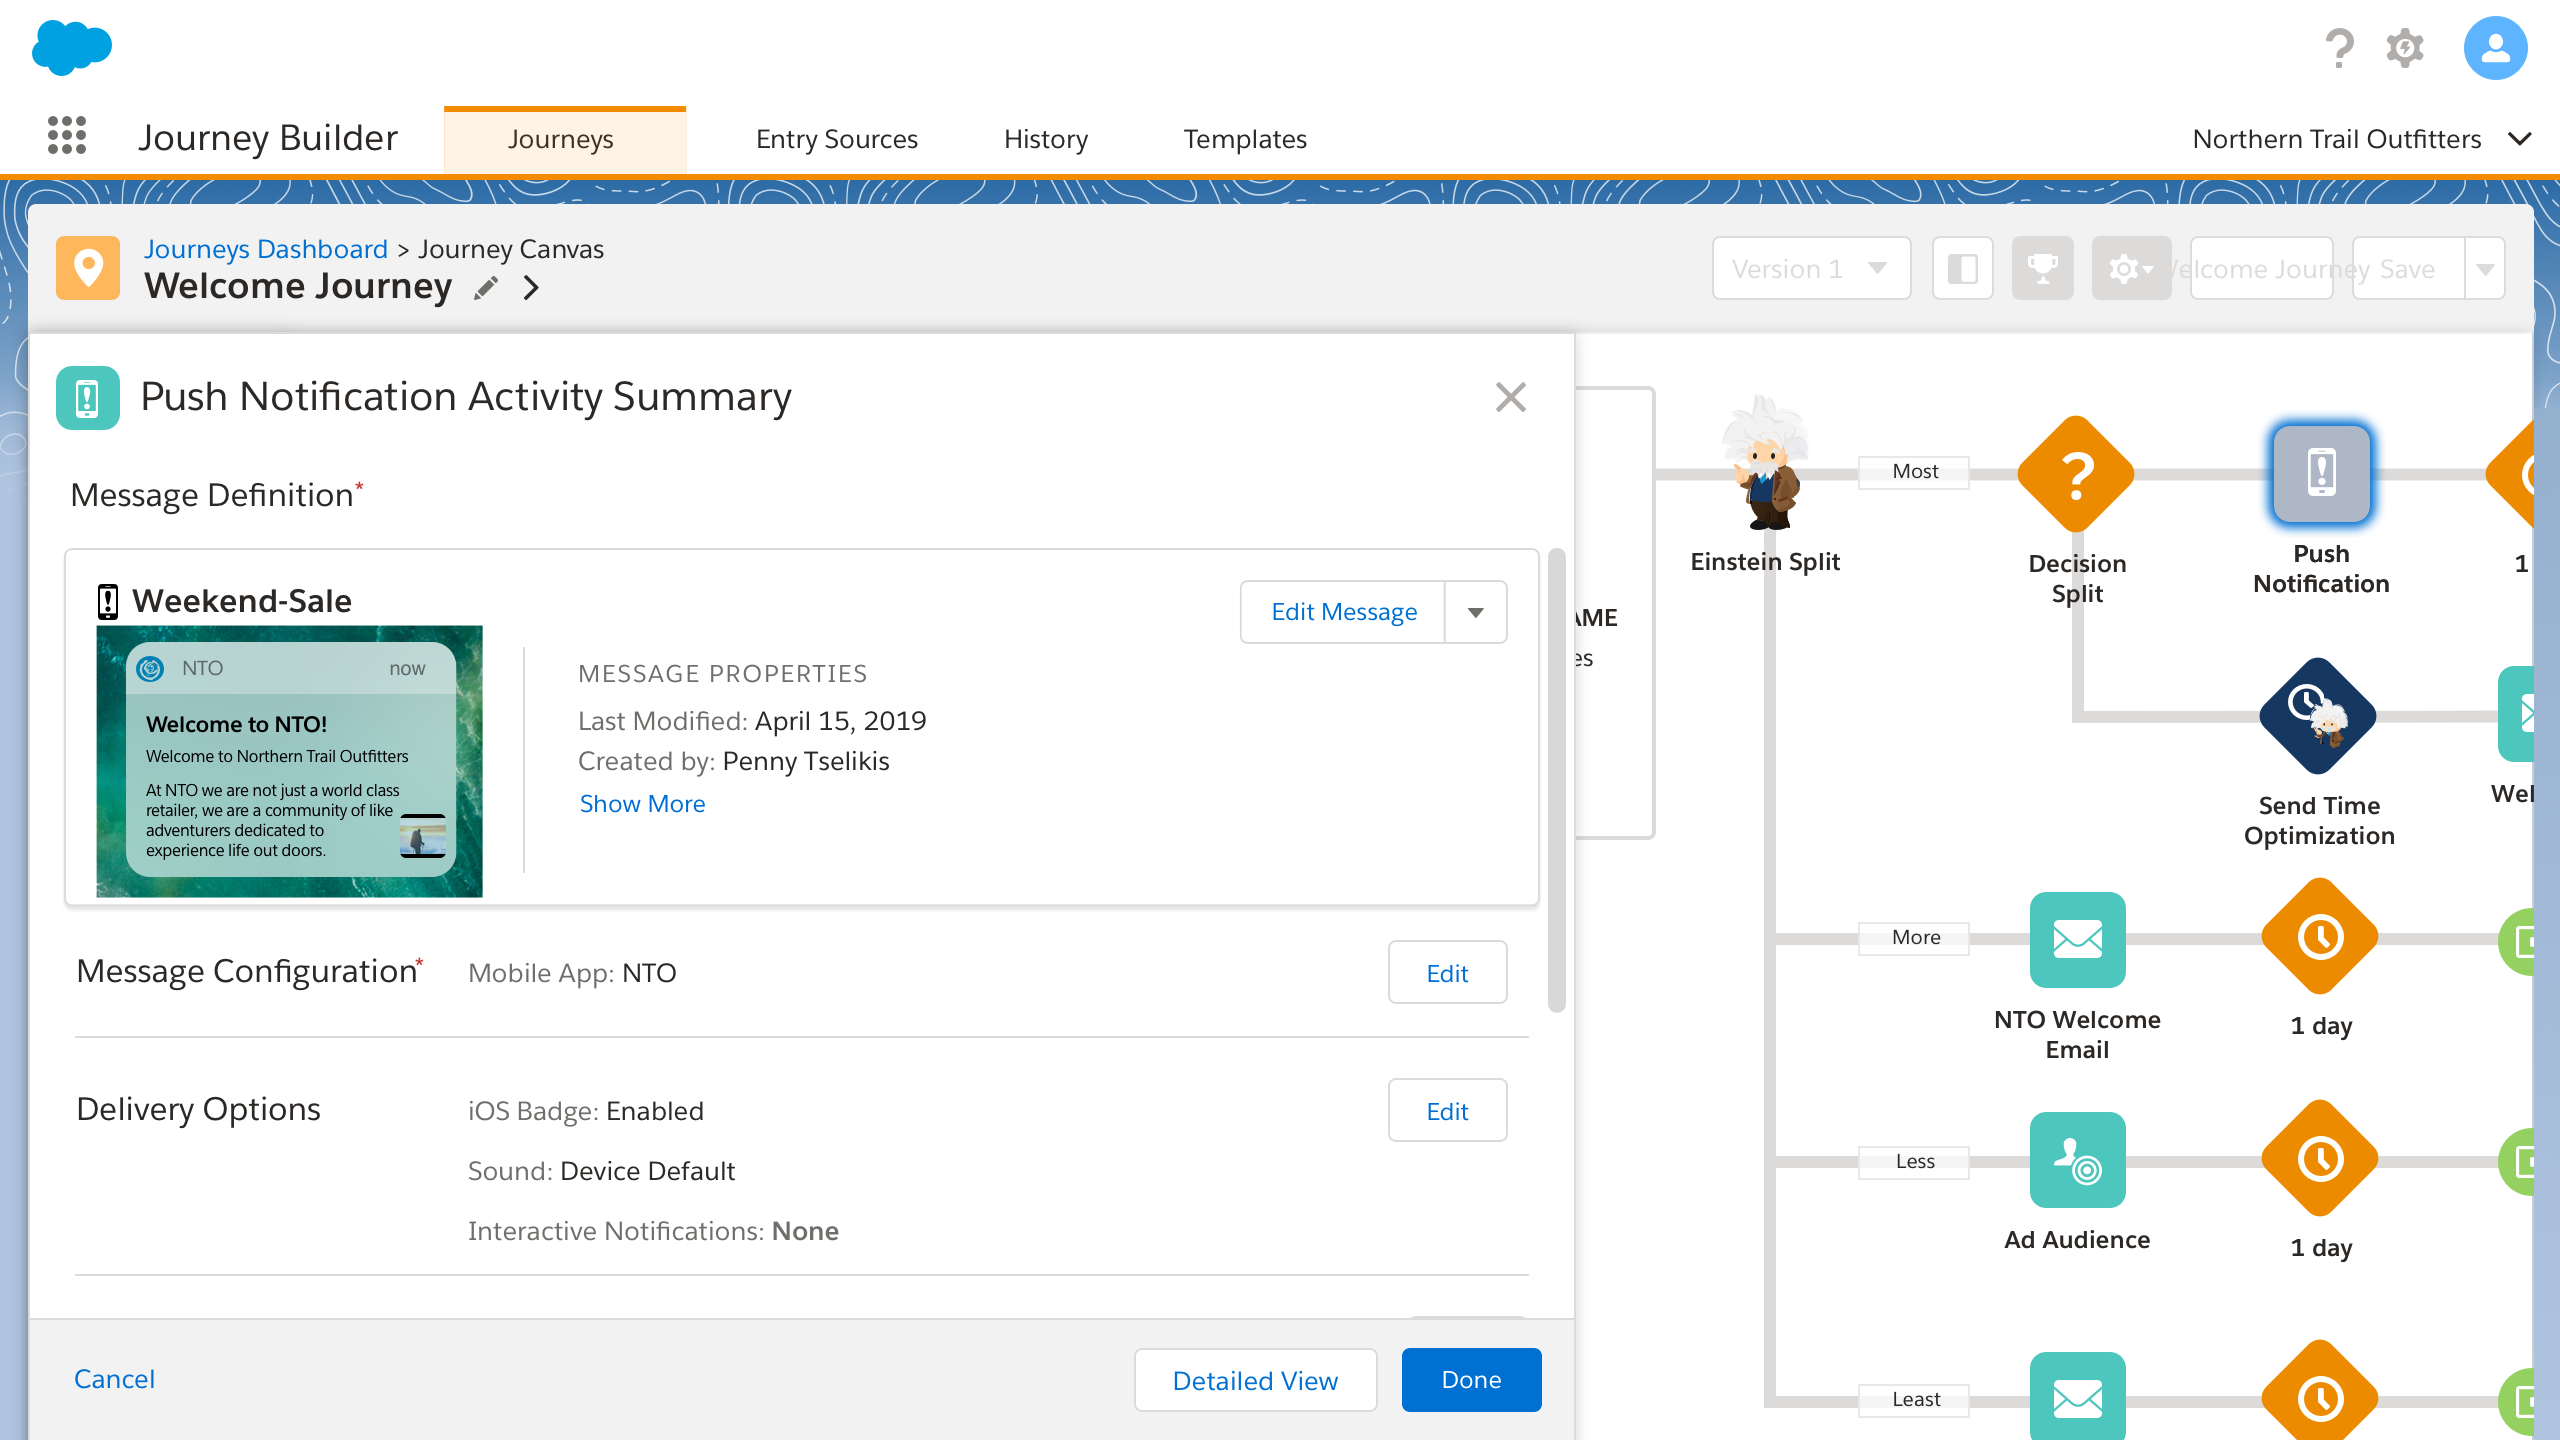 Journey Builder
Journeys
Entry Sources
History
Templates
Northern Trail Outfitters
Journeys Dashboard > Journey Canvas
Welcome Journey
Version 1
Welcome Journey
Save
Push Notification Activity Summary
Message Definition*
Weekend-Sale
Edit Message
NTO
now
Welcome to NTO!
Welcome to Northern Trail Outfitters
At NTO we are not just a world class
retailer, we are a community of like
adventurers dedicated to
experience life out doors.
MESSAGE PROPERTIES
Last Modified: April 15, 2019
Created by: Penny Tselikis
Show More
Message Configuration*
Mobile App: NTO
Edit
Delivery Options
iOS Badge: Enabled
Edit
Sound: Device Default
Interactive Notifications: None
Cancel
Detailed View
Done
Einstein Split
Most
Decision
Split
Push
Notification
1
Send Time
Optimization
More
NTO Welcome
Email
1 day
Less
Ad Audience
1 day
Least